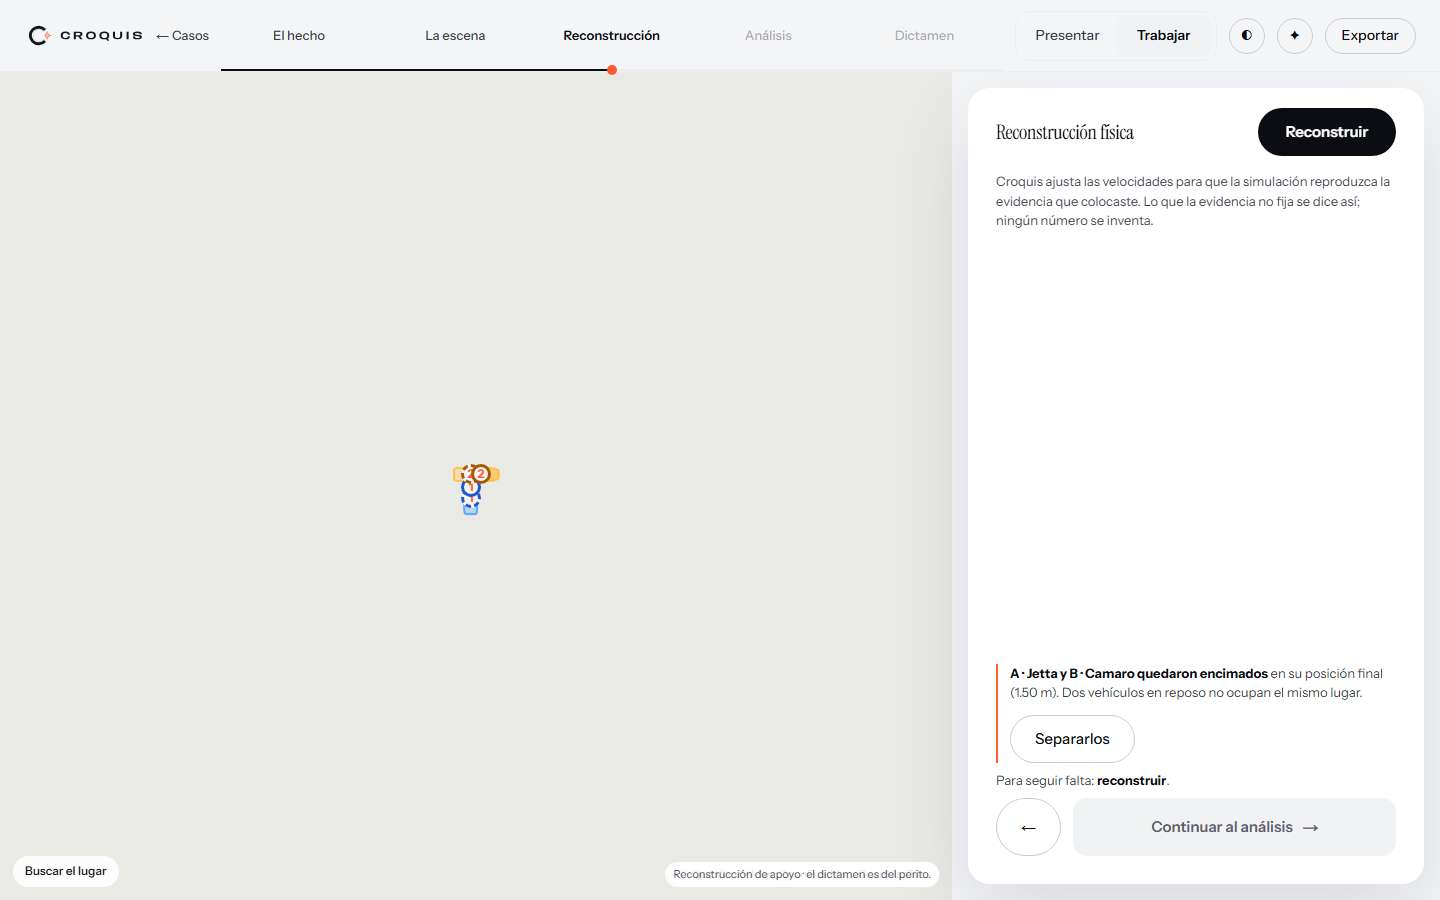 CROQUIS
← Casos
El hecho
La escena
Reconstrucción
Análisis
Dictamen
Presentar
Trabajar
Exportar
Reconstrucción física
Reconstruir
Croquis ajusta las velocidades para que la simulación reproduzca la
evidencia que colocaste. Lo que la evidencia no fija se dice así;
ningún número se inventa.
2
A · Jetta y B · Camaro quedaron encimados en su posición final
(1.50 m). Dos vehículos en reposo no ocupan el mismo lugar.
Separarlos
Para seguir falta: reconstruir.
←
Continuar al análisis →
Buscar el lugar
Reconstrucción de apoyo · el dictamen es del perito.